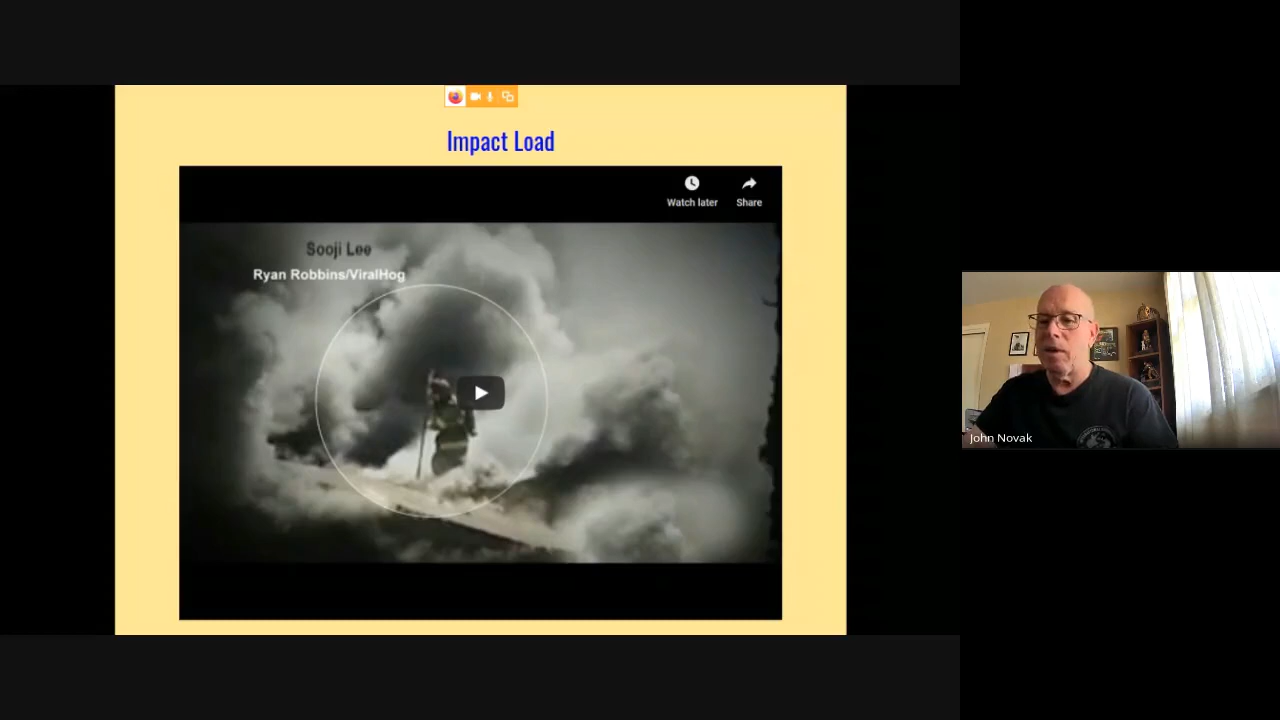 Impact Load
Watch later
Share
Sooji Lee
Ryan Robbins/ViralHog
John Novak